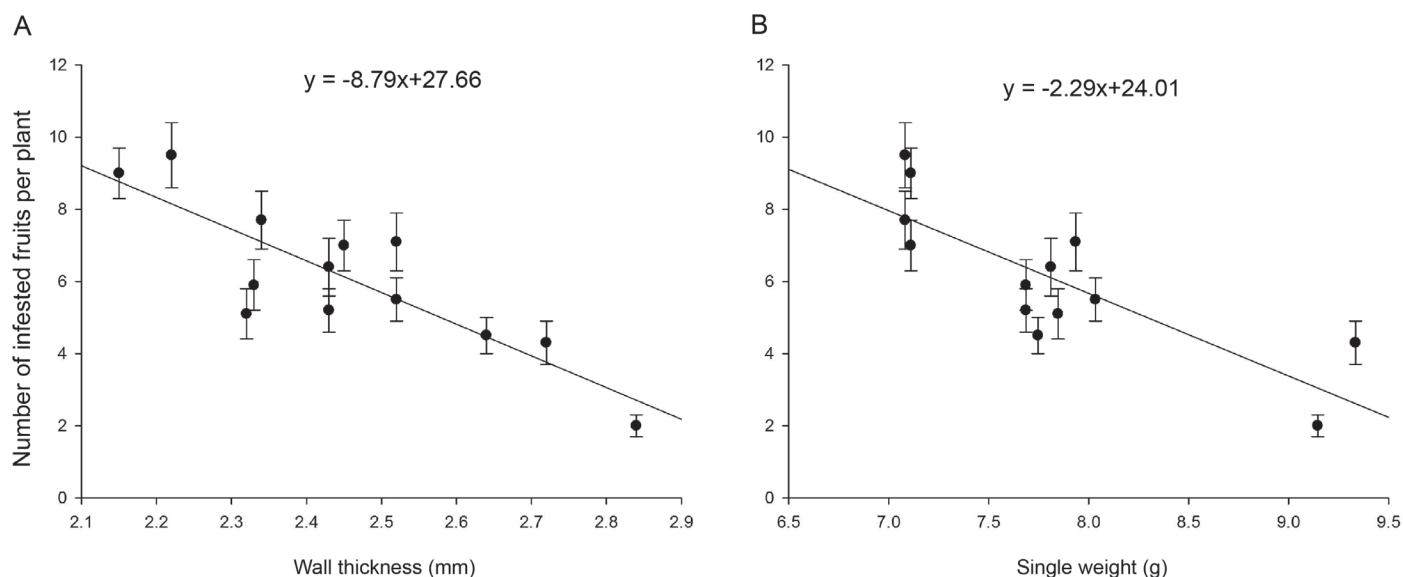 A
y = -8.79x+27.66
Number of infested fruits per plant
12
10
8
6
4
2
0
2.1 2.2 2.3 2.4 2.5 2.6 2.7 2.8 2.9
Wall thickness (mm)
B
y = -2.29x+24.01
12
10
8
6
4
2
0
6.5 7.0 7.5 8.0 8.5 9.0 9.5
Single weight (g)